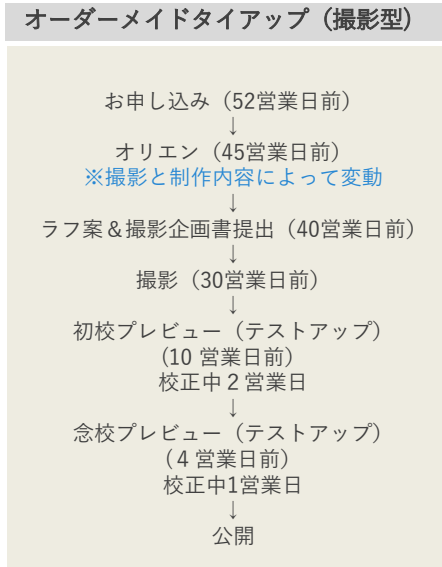 オーダーメイドタイアップ（撮影型）
お申し込み（52営業日前）
↓
オリエン（45営業日前）
※撮影と制作内容によって変動
↓
ラフ案＆撮影企画書提出（40営業日前）
↓
撮影（30営業日前）
↓
初校プレビュー（テストアップ）
(10 営業日前）
校正中２営業日
↓
念校プレビュー（テストアップ）
(４営業日前）
校正中1営業日
↓
公開